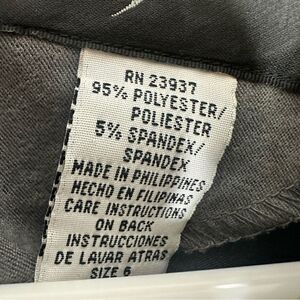 RN 23937
95% POLYESTER/
POLIESTER
5% SPANDEX/
SPANDEX
MADE IN PHILIPPINES
HECHO EN FILIPINAS
CARE INSTRUCTIONS
ON BACK
INSTRUCCIONES
DE LAVAR ATRAS
SIZE 6